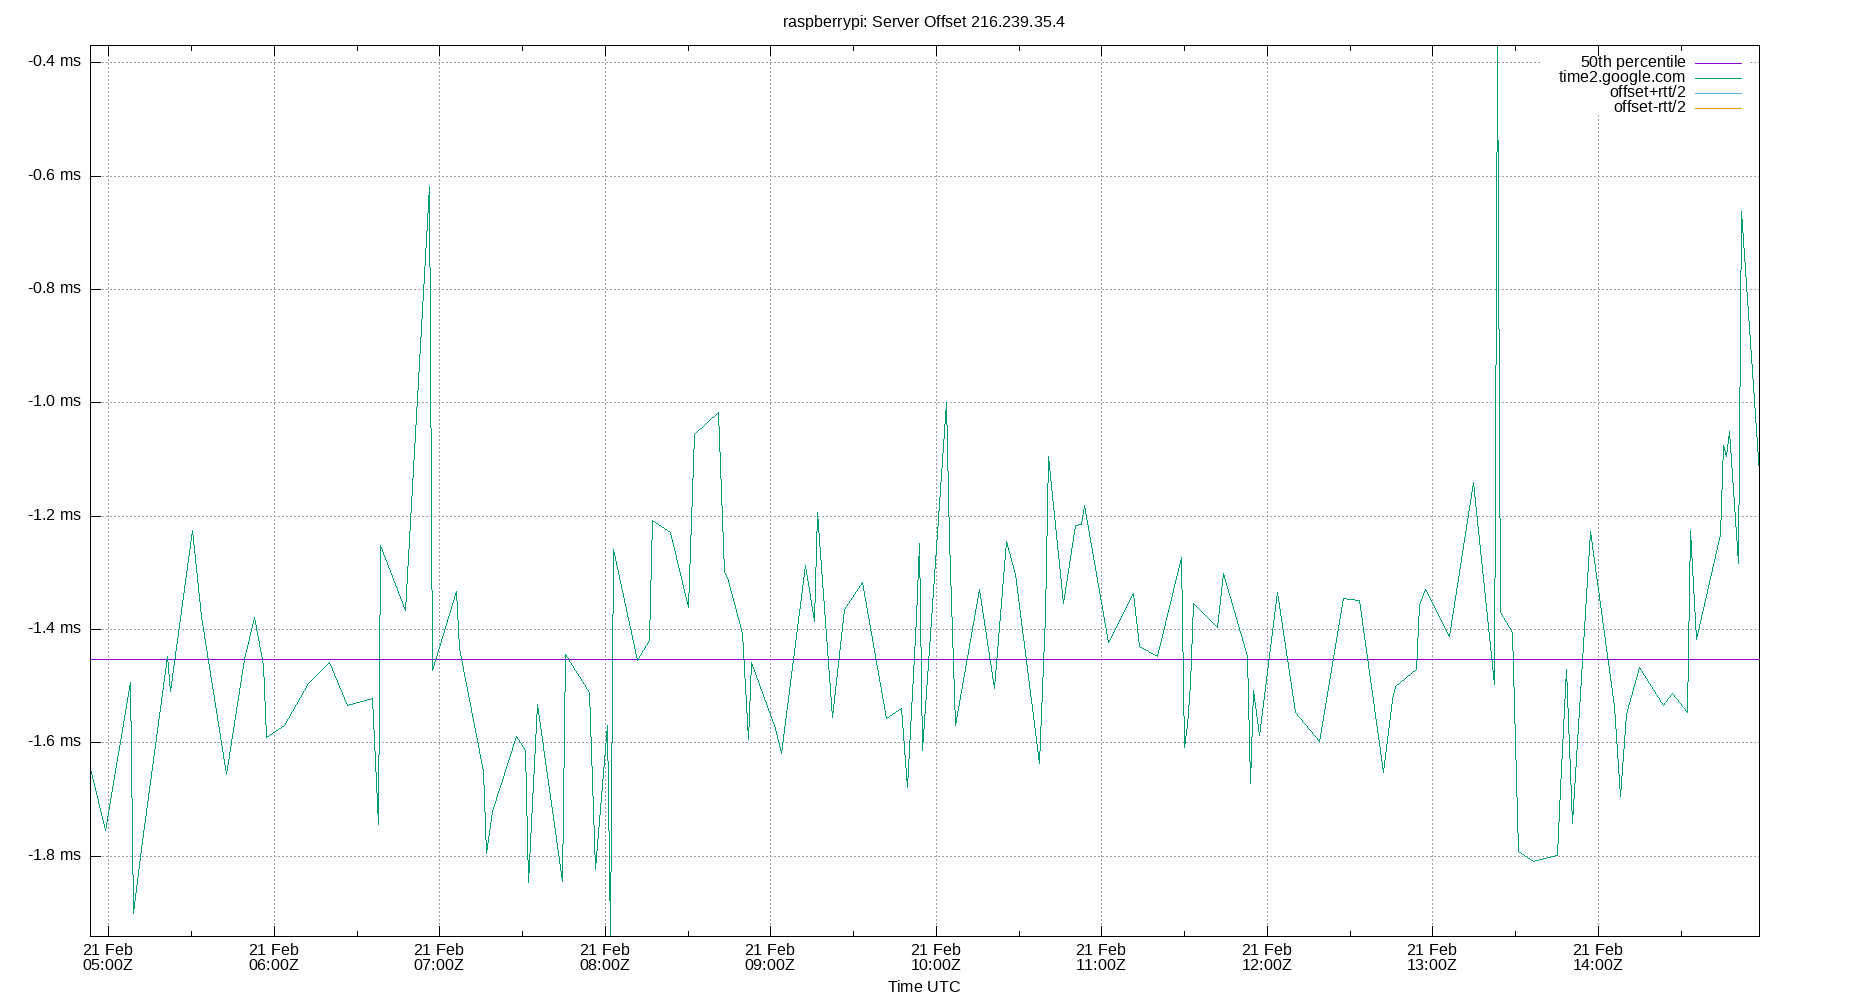 raspberrypi: Server Offset 216.239.35.4
-0.4 ms
-0.6 ms
-0.8 ms
-1.0 ms
-1.2 ms
-1.4 ms
-1.6 ms
-1.8 ms
50th percentile
time2.google.com
offset+rtt/2
offset-rtt/2
21 Feb 21 Feb 21 Feb 21 Feb 21 Feb 21 Feb 21 Feb 21 Feb 21 Feb 21 Feb
05:00Z 06:00Z 07:00Z 08:00Z 09:00Z 10:00Z 11:00Z 12:00Z 13:00Z 14:00Z
Time UTC